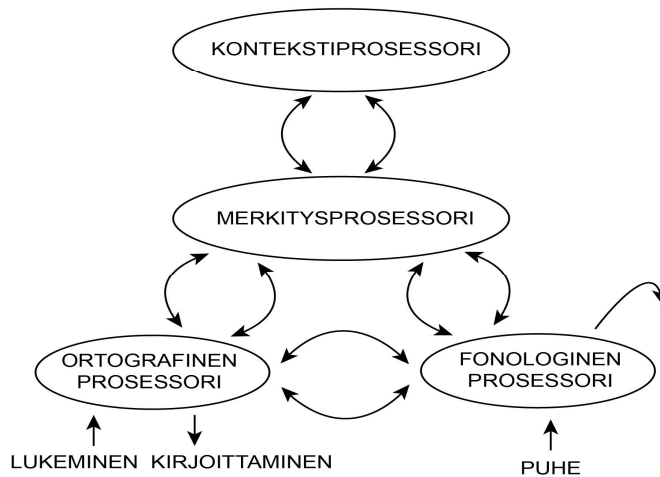 KONTEKSTIPROSESSORI
MERKITYSPROSESSORI
ORTOGRAFINEN
PROSESSORI
FONOLOGINEN
PROSESSORI
LUKEMINEN KIRJOITTAMINEN
PUHE